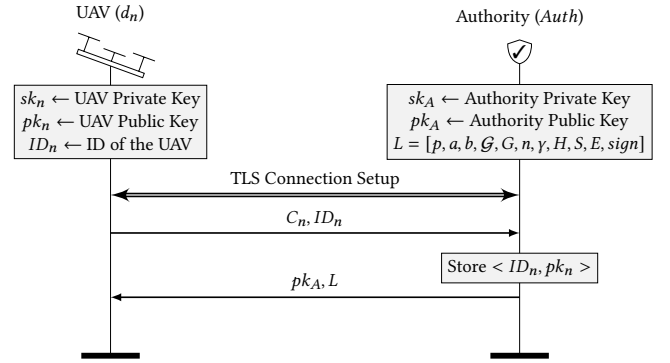 UAV (dₙ)
Authority (Auth)
skₙ ← UAV Private Key
pkₙ ← UAV Public Key
IDₙ ← ID of the UAV
sk_A ← Authority Private Key
pk_A ← Authority Public Key
L = [p, a, b, 𝒢, G, n, γ, H, S, E, sign]
TLS Connection Setup
Cₙ, IDₙ
Store < IDₙ, pkₙ >
pk_A, L